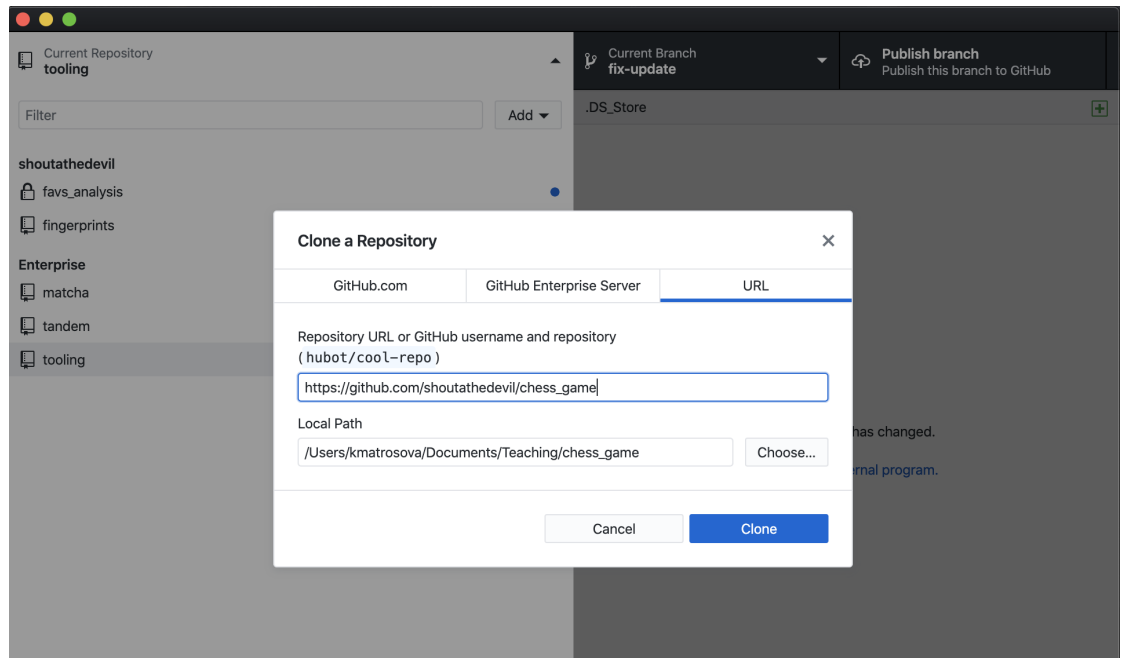 Current Repository
tooling
Current Branch
fix-update
Publish branch
Publish this branch to GitHub
Filter
Add
.DS_Store
shoutathedevil
favs_analysis
fingerprints
Enterprise
matcha
tandem
tooling
Clone a Repository
GitHub.com
GitHub Enterprise Server
URL
Repository URL or GitHub username and repository
(hubot/cool-repo)
https://github.com/shoutathedevil/chess_game
Local Path
/Users/kmatrosova/Documents/Teaching/chess_game
Choose...
has changed.
ernal program.
Cancel
Clone